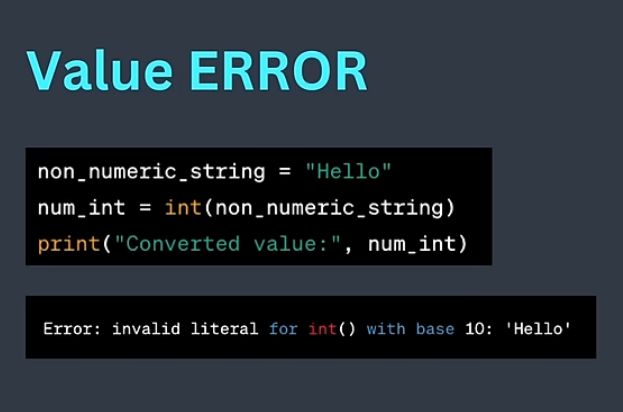 Value ERROR
non_numeric_string = "Hello"
num_int = int(non_numeric_string)
print("Converted value:", num_int)
Error: invalid literal for int() with base 10: 'Hello'